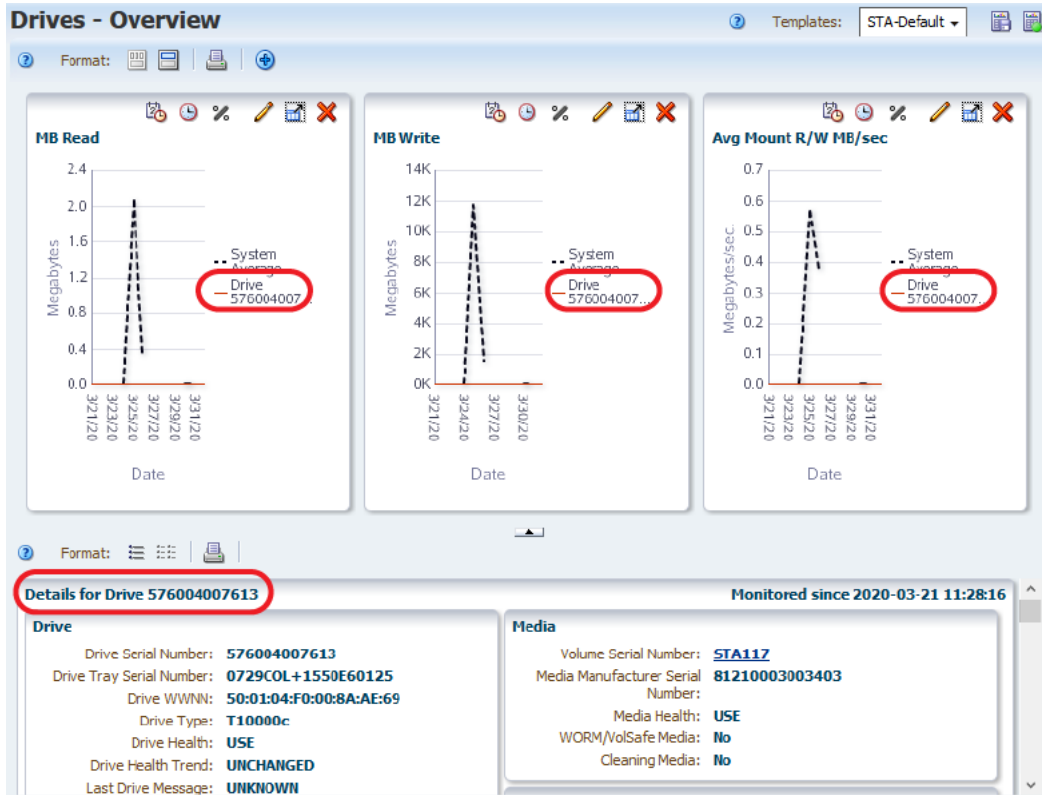 Drives - Overview
Templates: STA-Default
Format:
MB Read
2.4
2.0
1.6
1.2
0.8
0.4
0.0
Megabytes
3/21/20
3/23/20
3/25/20
3/27/20
3/29/20
3/31/20
Date
System
Average
Drive
576004007...
MB Write
14K
12K
10K
8K
6K
4K
2K
0K
Megabytes
3/21/20
3/24/20
3/27/20
3/30/20
Date
System
Average
Drive
576004007...
Avg Mount R/W MB/sec
0.7
0.6
0.5
0.4
0.3
0.2
0.1
0.0
Megabytes/sec.
3/21/20
3/23/20
3/25/20
3/27/20
3/29/20
3/31/20
Date
System
Average
Drive
576004007...
Format:
Details for Drive 576004007613
Monitored since 2020-03-21 11:28:16
Drive
Drive Serial Number: 576004007613
Drive Tray Serial Number: 0729COL+1550E60125
Drive WWNN: 50:01:04:F0:00:8A:AE:69
Drive Type: T10000c
Drive Health: USE
Drive Health Trend: UNCHANGED
Last Drive Message: UNKNOWN
Media
Volume Serial Number: STA117
Media Manufacturer Serial 81210003003403
Number:
Media Health: USE
WORM/VolSafe Media: No
Cleaning Media: No